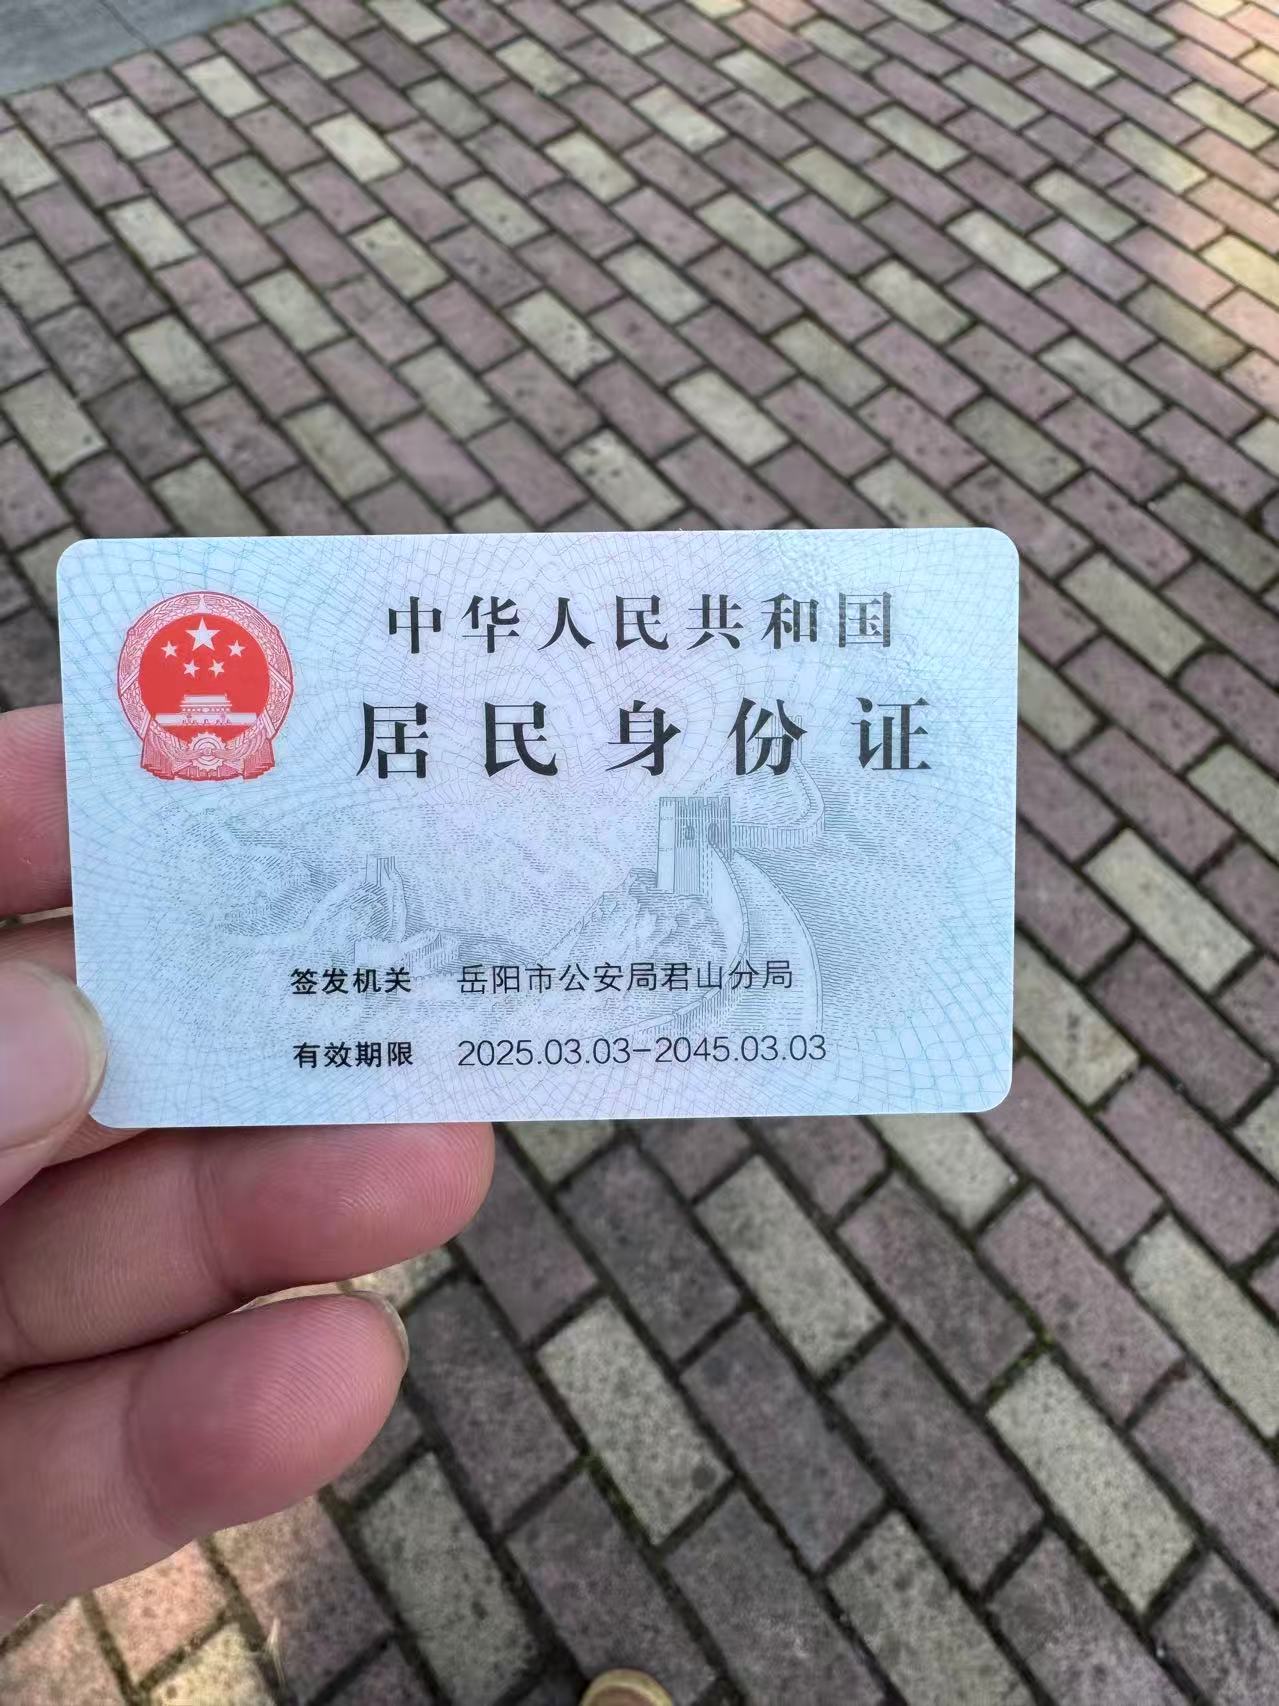 中华人民共和国
居民身份证
签发机关 岳阳市公安局君山分局
有效期限 2025.03.03-2045.03.03